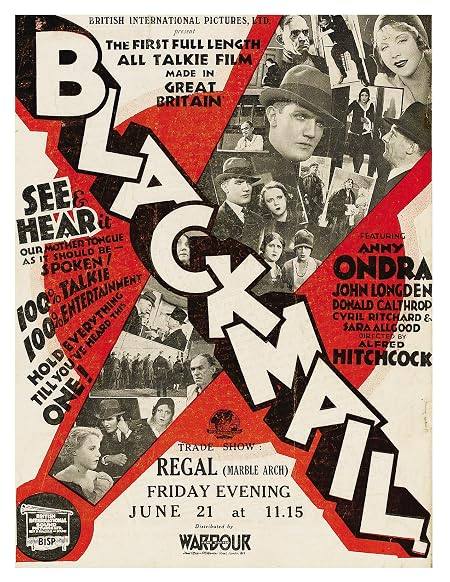 BRITISH INTERNATIONAL PICTURES, LTD.
present
THE FIRST FULL LENGTH
ALL TALKIE FILM
MADE IN
GREAT
BRITAIN
BLACKMAIL
SEE &
HEAR it
OUR MOTHER TONGUE
AS IT SHOULD BE -
SPOKEN!
100% TALKIE
100% ENTERTAINMENT
HOLD EVERYTHING
TILL YOU'VE HEARD THIS
ONE!
FEATURING
ANNY
ONDRA
JOHN LONGDEN
DONALD CALTHROP
CYRIL RITCHARD &
SARA ALLGOOD
DIRECTED BY
ALFRED
HITCHCOCK
TRADE SHOW:
REGAL (MARBLE ARCH)
FRIDAY EVENING
JUNE 21 at 11.15
Distributed by
WARDOUR
BRITISH
INTERNATIONAL
BISP